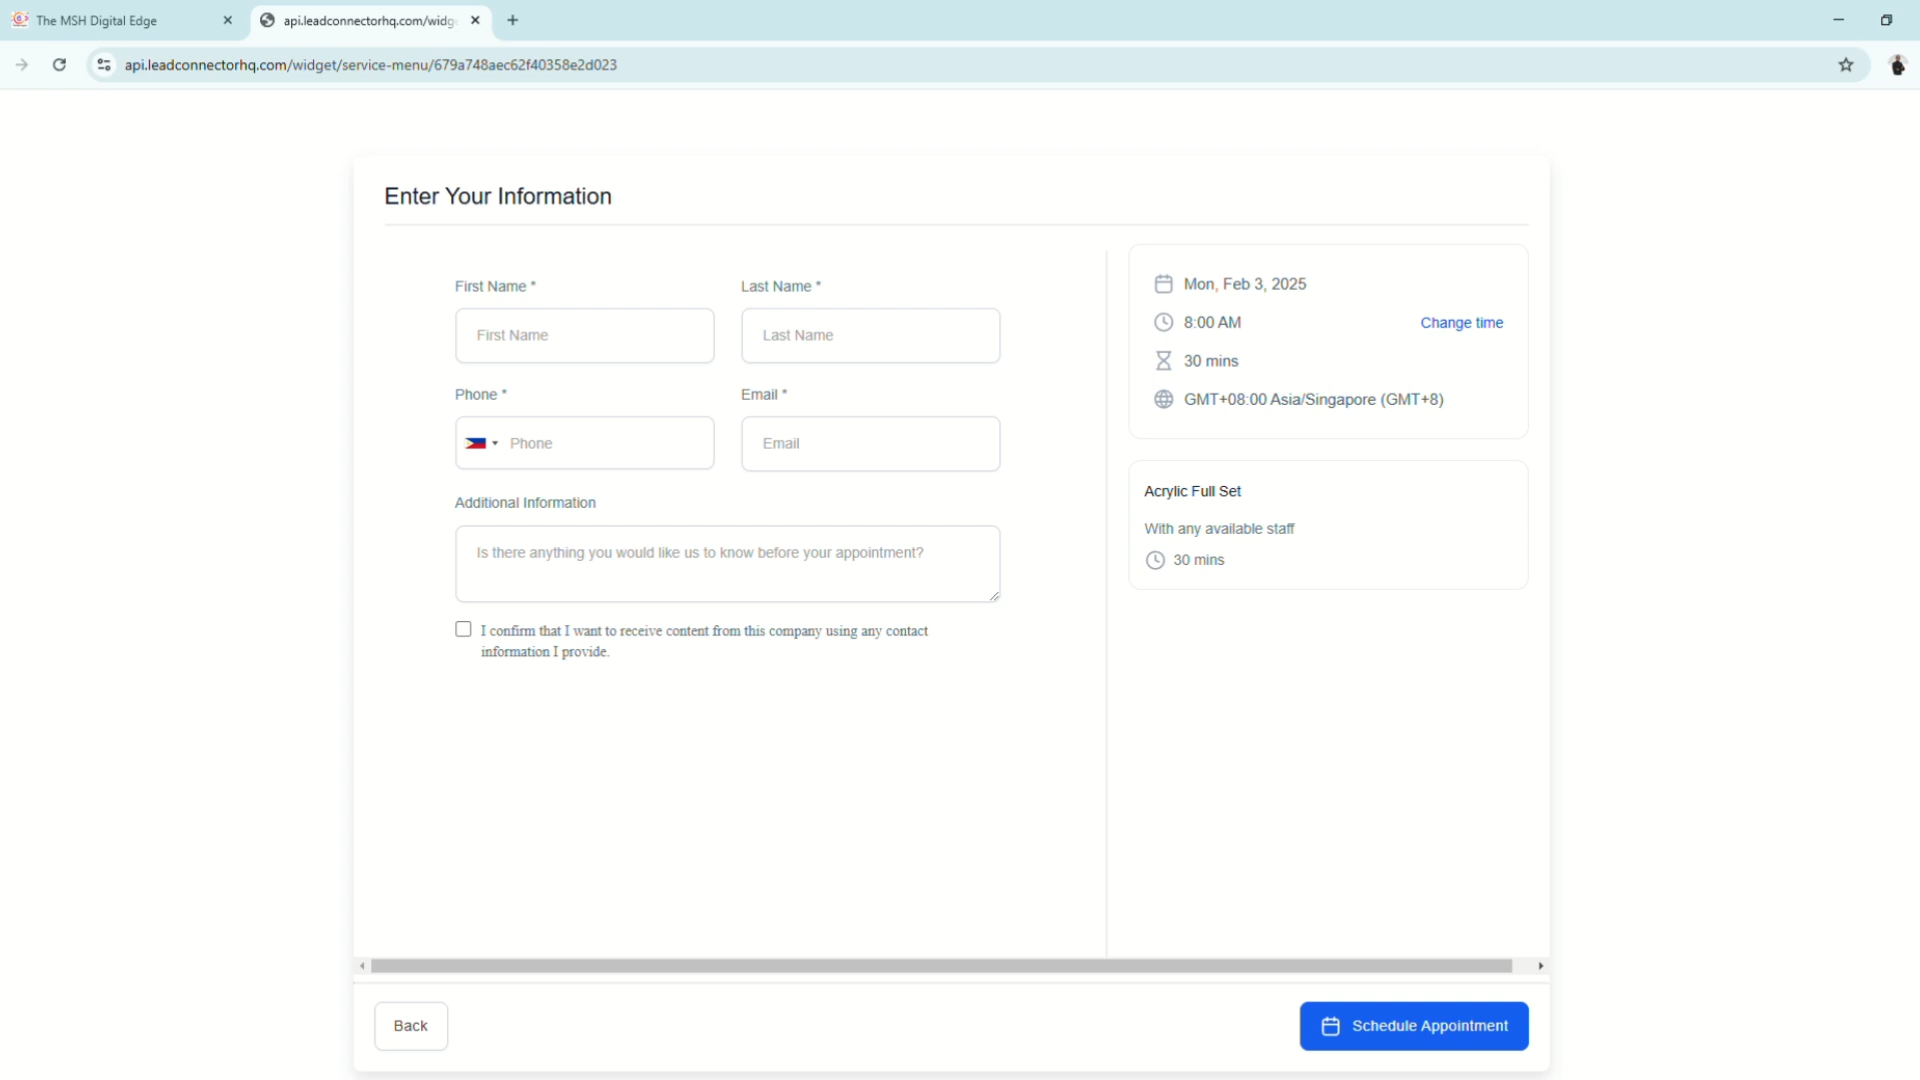 The MSH Digital Edge
api.leadconnectorhq.com/widge
api.leadconnectorhq.com/widget/service-menu/679a748aec62f40358e2d023
Enter Your Information
First Name *
Last Name *
First Name
Last Name
Phone *
Email *
Phone
Email
Additional Information
Is there anything you would like us to know before your appointment?
I confirm that I want to receive content from this company using any contact
information I provide.
Mon, Feb 3, 2025
8:00 AM
Change time
30 mins
GMT+08:00 Asia/Singapore (GMT+8)
Acrylic Full Set
With any available staff
30 mins
Back
Schedule Appointment